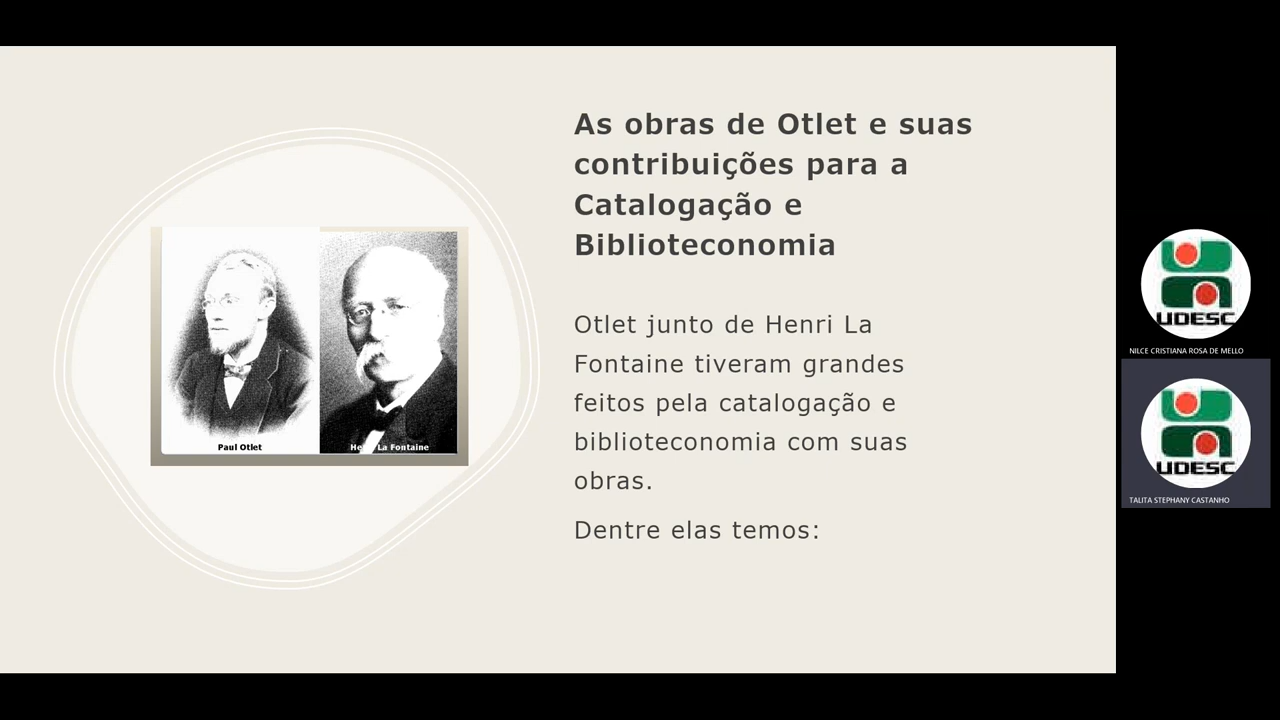 As obras de Otlet e suas
contribuições para a
Catalogação e
Biblioteconomia
Otlet junto de Henri La
Fontaine tiveram grandes
feitos pela catalogação e
biblioteconomia com suas
obras.
Dentre elas temos:
Paul Otlet
Henri La Fontaine
UDESC
NILCE CRISTIANA ROSA DE MELLO
UDESC
TALITA STEPHANY CASTANHO